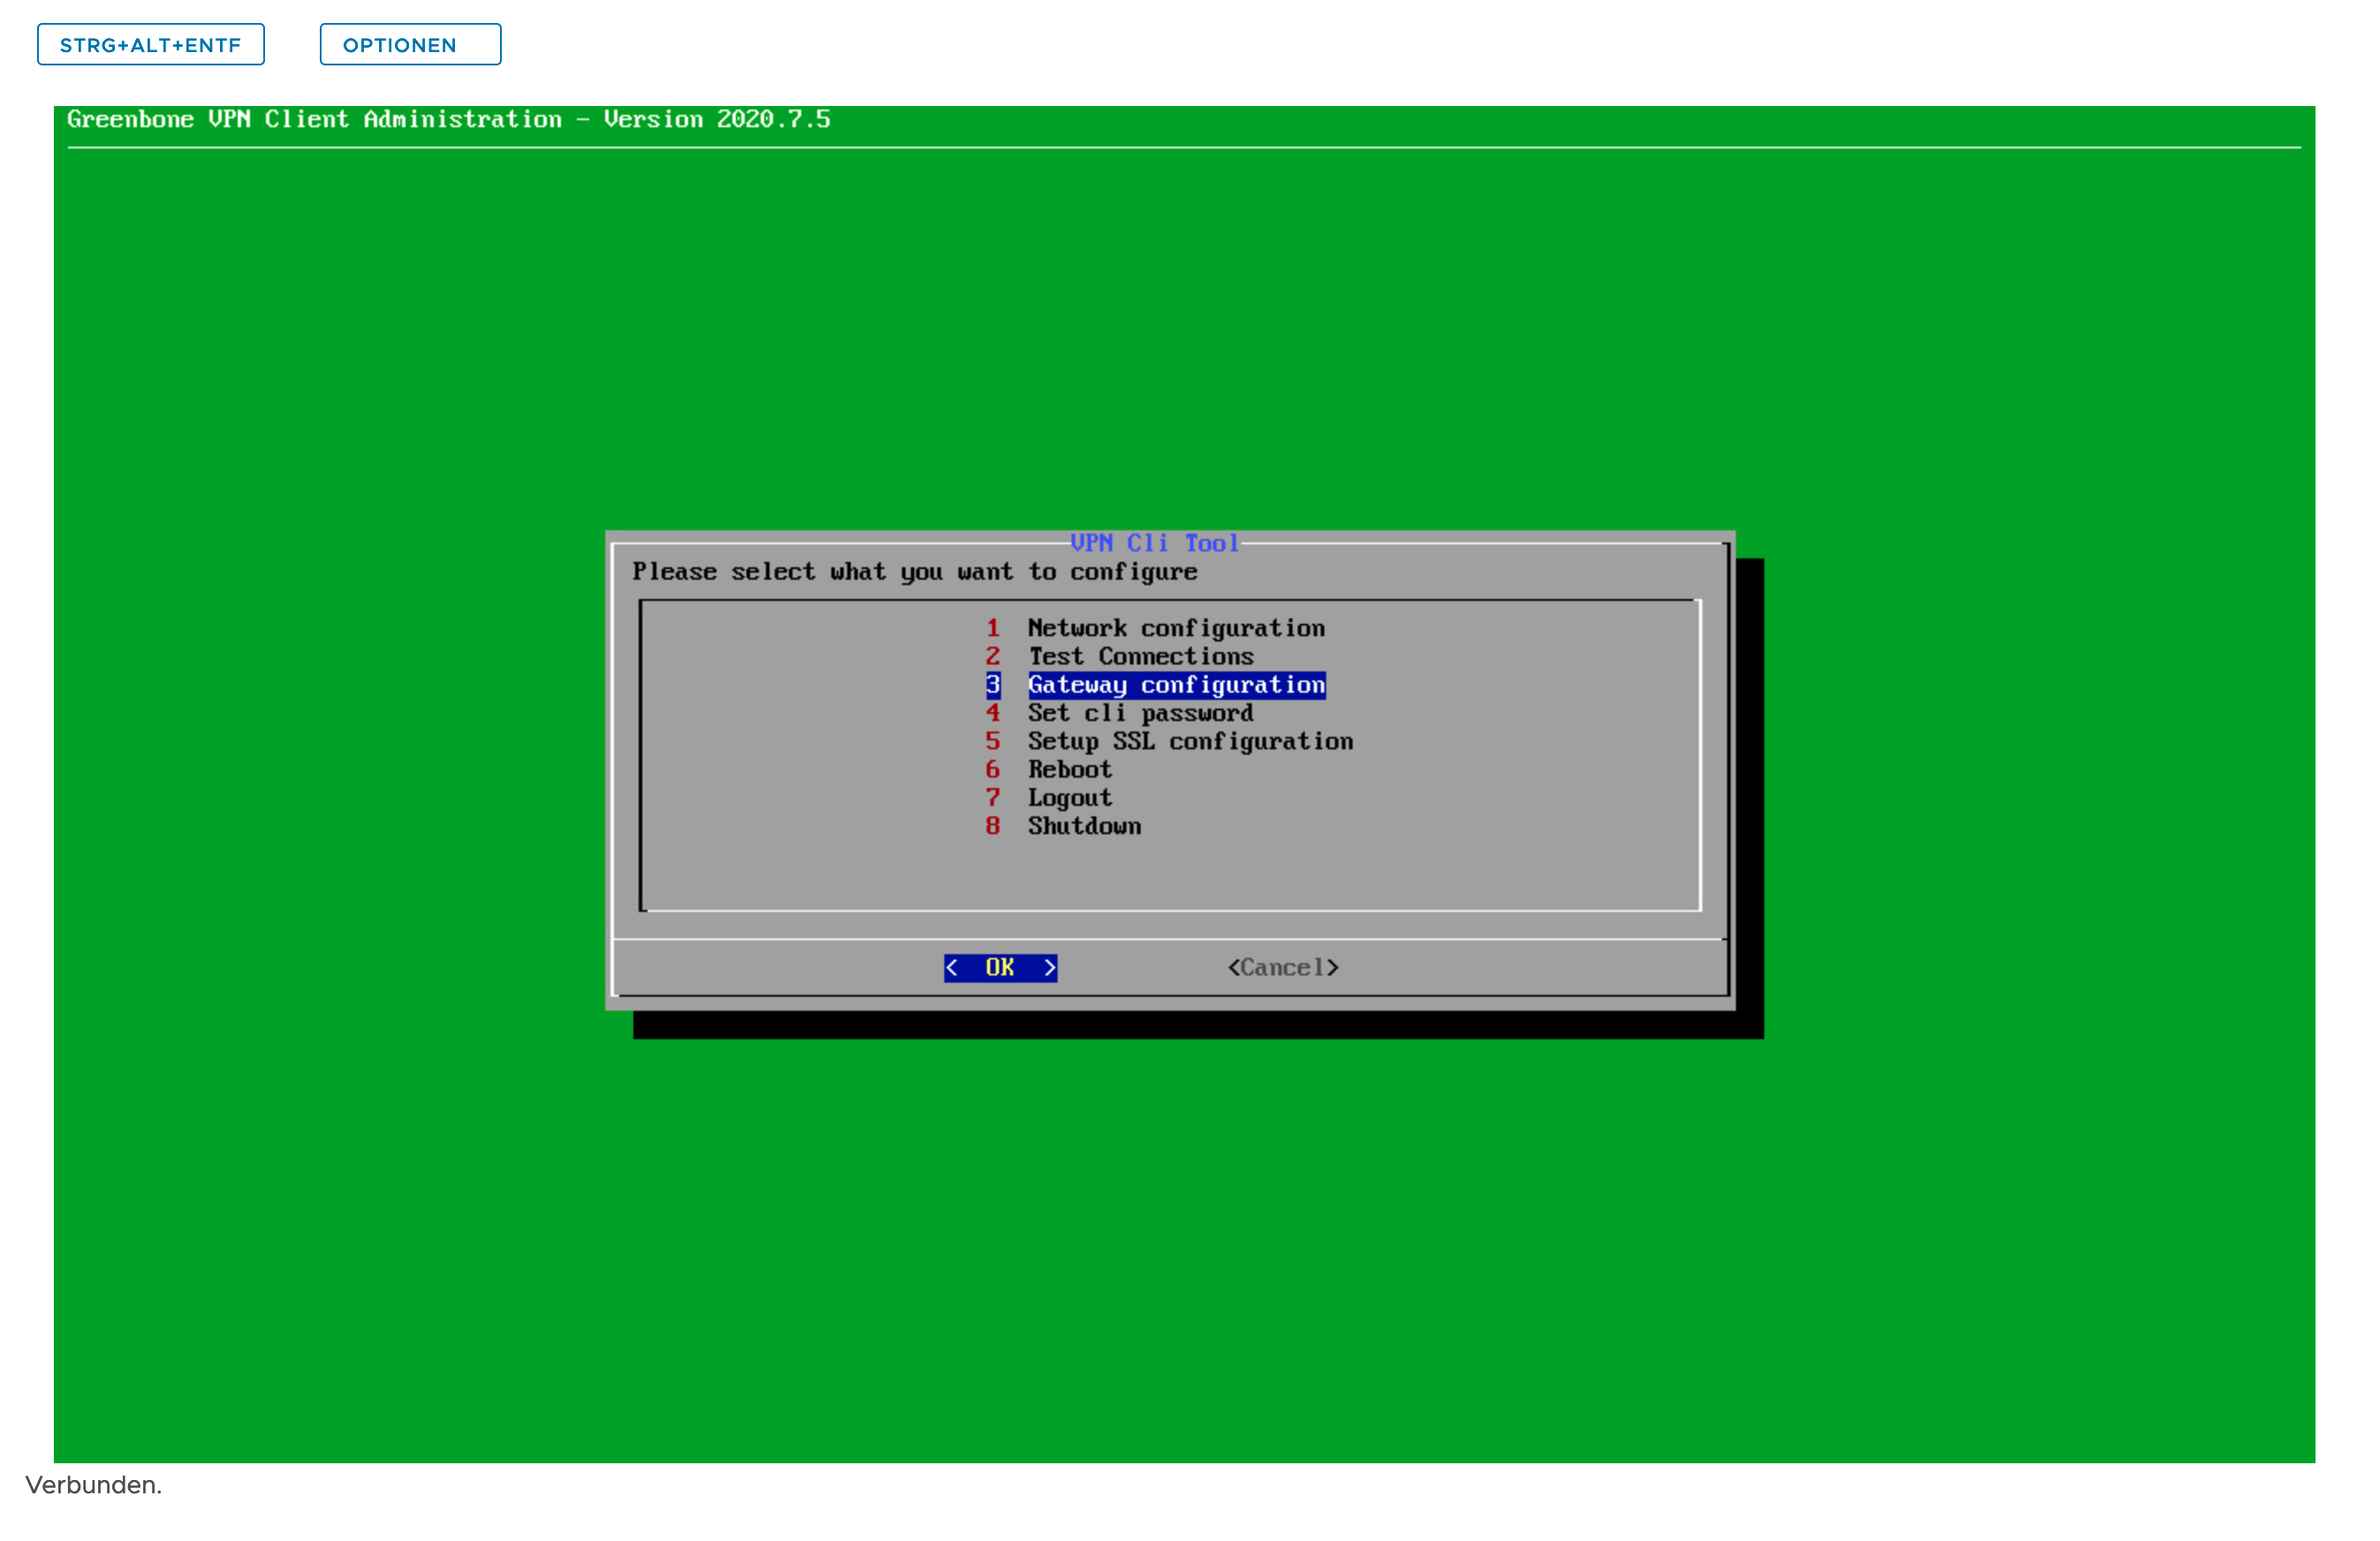 STRG+ALT+ENTF OPTIONEN
Greenbone VPN Client Administration - Version 2020.7.5
VPN Cli Tool
Please select what you want to configure
1 Network configuration
2 Test Connections
3 Gateway configuration
4 Set cli password
5 Setup SSL configuration
6 Reboot
7 Logout
8 Shutdown
< OK > <Cancel>
Verbunden.